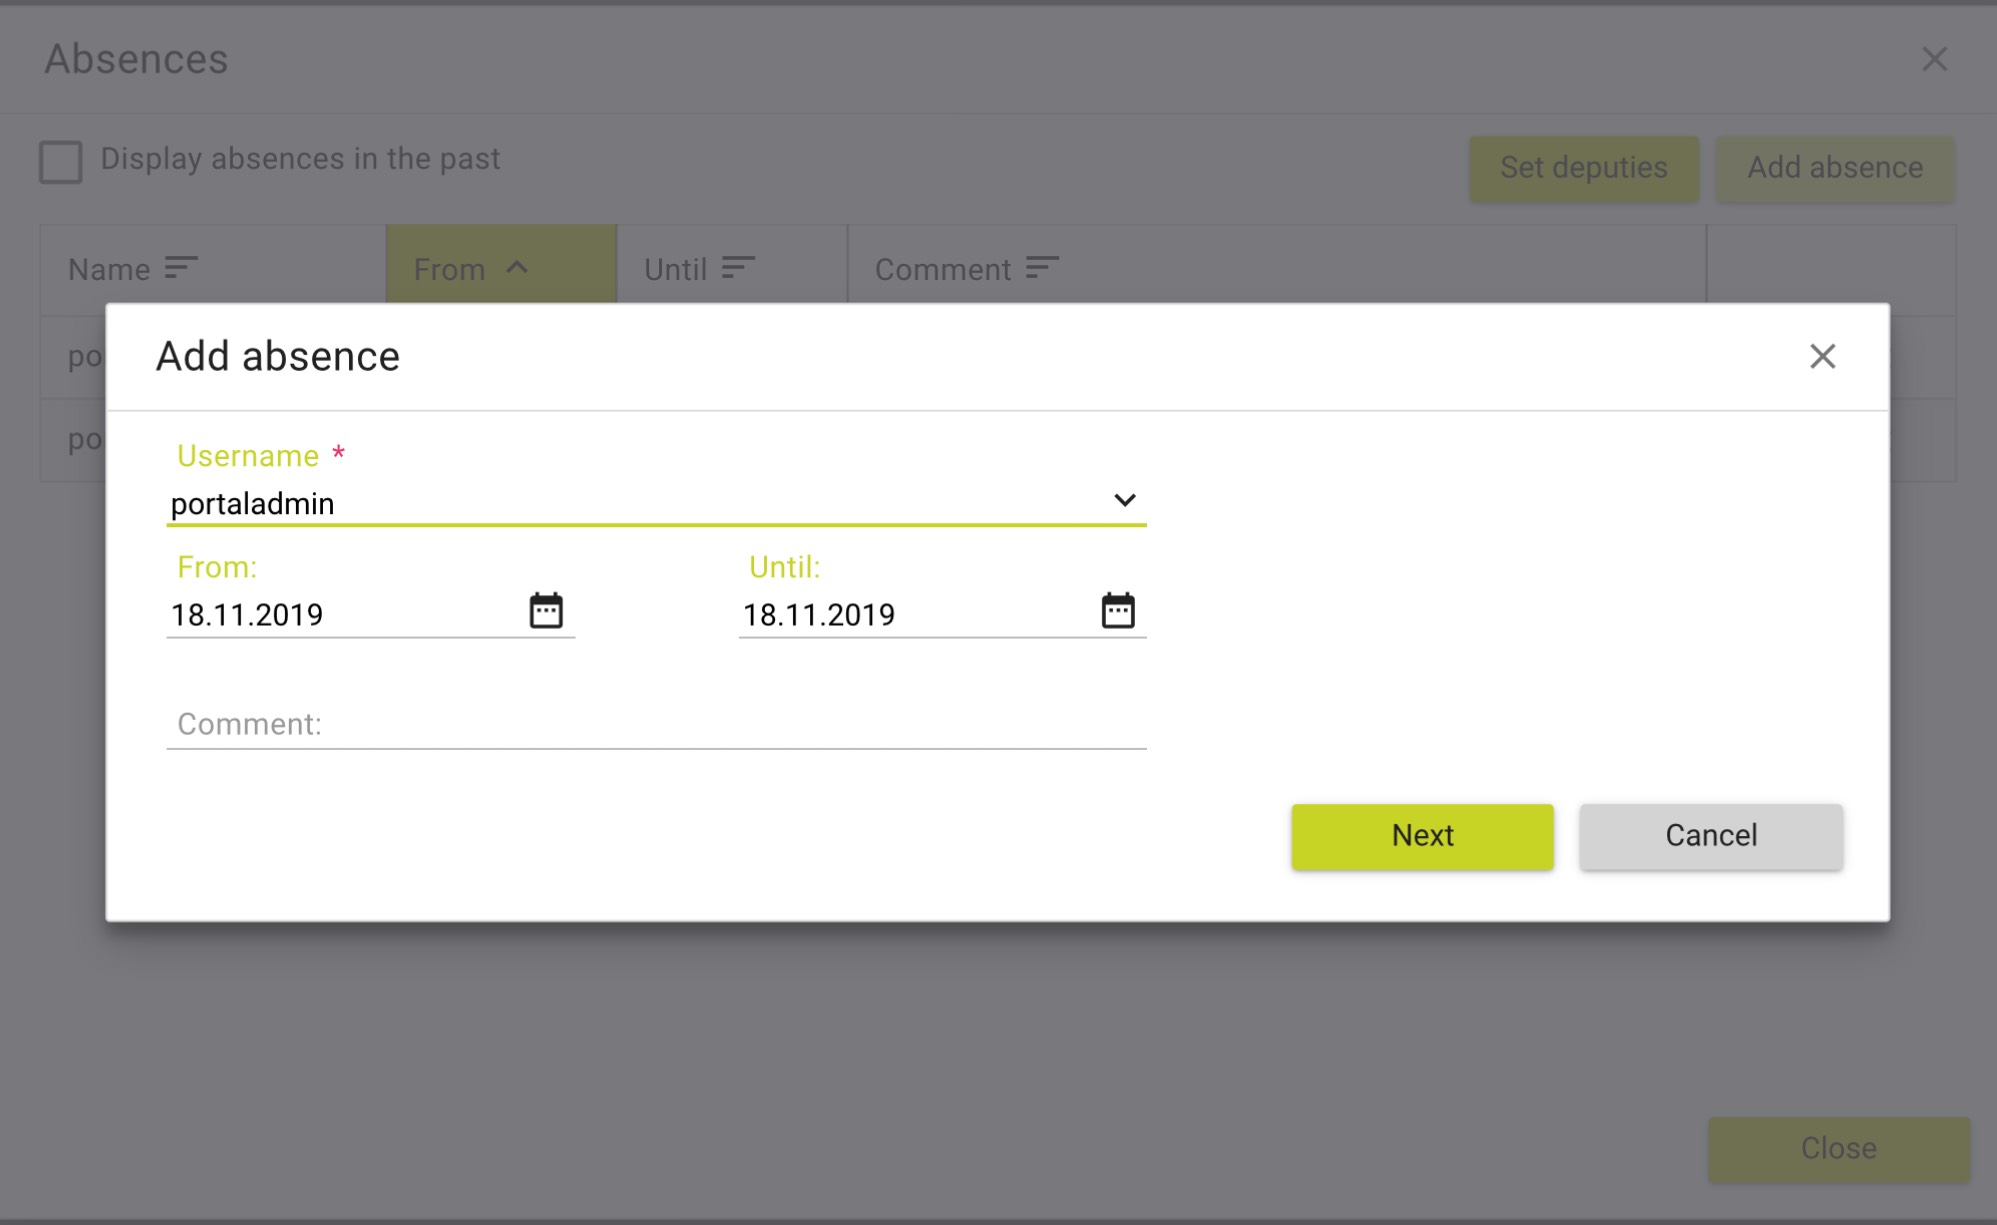 Absences
Display absences in the past
Set deputies
Add absence
Name
From
Until
Comment
po
po
Add absence
Username *
portaladmin
From:
18.11.2019
Until:
18.11.2019
Comment:
Next
Cancel
Close